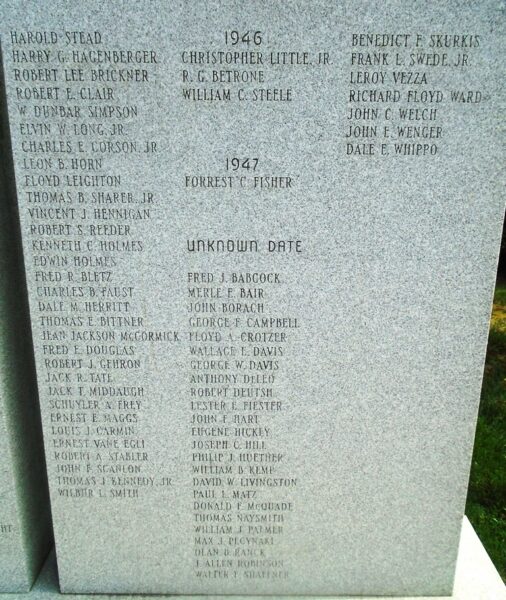 HAROLD STEAD
HARRY G. HAGENBERGER
ROBERT LEE BRICKNER
ROBERT E. CLAIR
W. DUNBAR SIMPSON
ELVIN W. LONG, JR.
CHARLES E. CORSON, JR.
LEON B. HORN
FLOYD LEIGHTON
THOMAS B. SHARER, JR.
VINCENT J. HENNIGAN
ROBERT S. REEDER
KENNETH C. HOLMES
EDWIN HOLMES
FRED R. BLETZ
CHARLES B. FAUST
DALE M. HERRITT
THOMAS E. BITTNER
JEAN JACKSON McCORMICK
FRED E. DOUGLAS
ROBERT J. GEHRON
JACK R. TATE
JACK T. MIDDAUGH
SCHUYLER A. FREY
ERNEST E. MAGGS
LOUIS J. CARMIN
ERNEST VANE EGLI
ROBERT A. STABLER
JOHN F. SCANLON
THOMAS J. KENNEDY, JR.
WILBUR L. SMITH
1946
CHRISTOPHER LITTLE, JR.
R. G. BETRONE
WILLIAM C. STEELE
1947
FORREST C. FISHER
UNKNOWN DATE
FRED J. BABCOCK
MERLE E. BAIR
JOHN BORACH
GEORGE F. CAMPBELL
FLOYD A. CROTZER
WALLACE E. DAVIS
GEORGE W. DAVIS
ANTHONY DELEO
ROBERT DEUTSH
LESTER E. FIESTER
JOHN F. HART
EUGENE HICKEY
JOSEPH C. HILL
PHILIP J. HUETHER
WILLIAM B. KEMP
DAVID W. LIVINGSTON
PAUL L. MATZ
DONALD F. McQUADE
THOMAS NAYSMITH
WILLIAM J. PALMER
MAX J. PECYNSKI
DEAN D. RANCK
J. ALLEN ROBINSON
WALTER F. SHAFFNER
BENEDICT F. SKURKIS
FRANK L. SWEDE, JR.
LEROY VEZZA
RICHARD FLOYD WARD
JOHN C. WELCH
JOHN E. WENGER
DALE E. WHIPPO